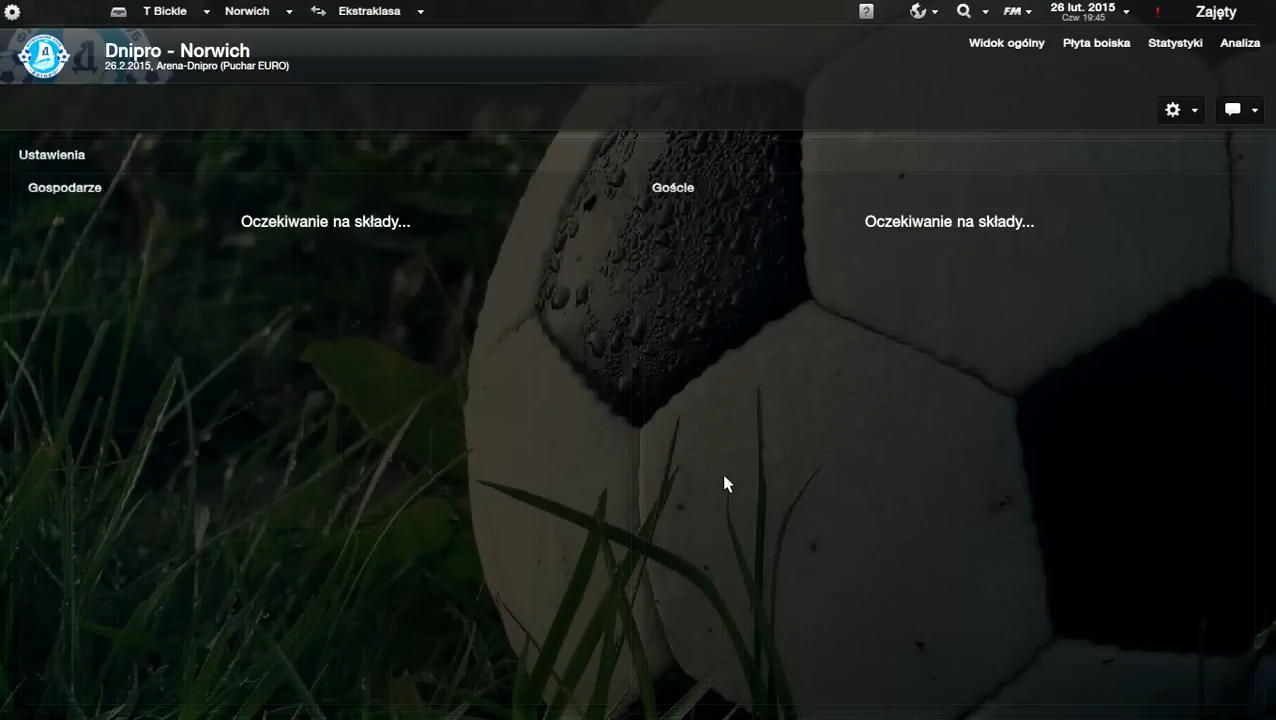 T Bickle
Norwich
Ekstraklasa
?
FM
26 lut. 2015
Czw 19:45
!
Zajęty
Dnipro - Norwich
26.2.2015, Arena-Dnipro (Puchar EURO)
Widok ogólny
Płyta boiska
Statystyki
Analiza
Ustawienia
Gospodarze
Goście
Oczekiwanie na składy...
Oczekiwanie na składy...